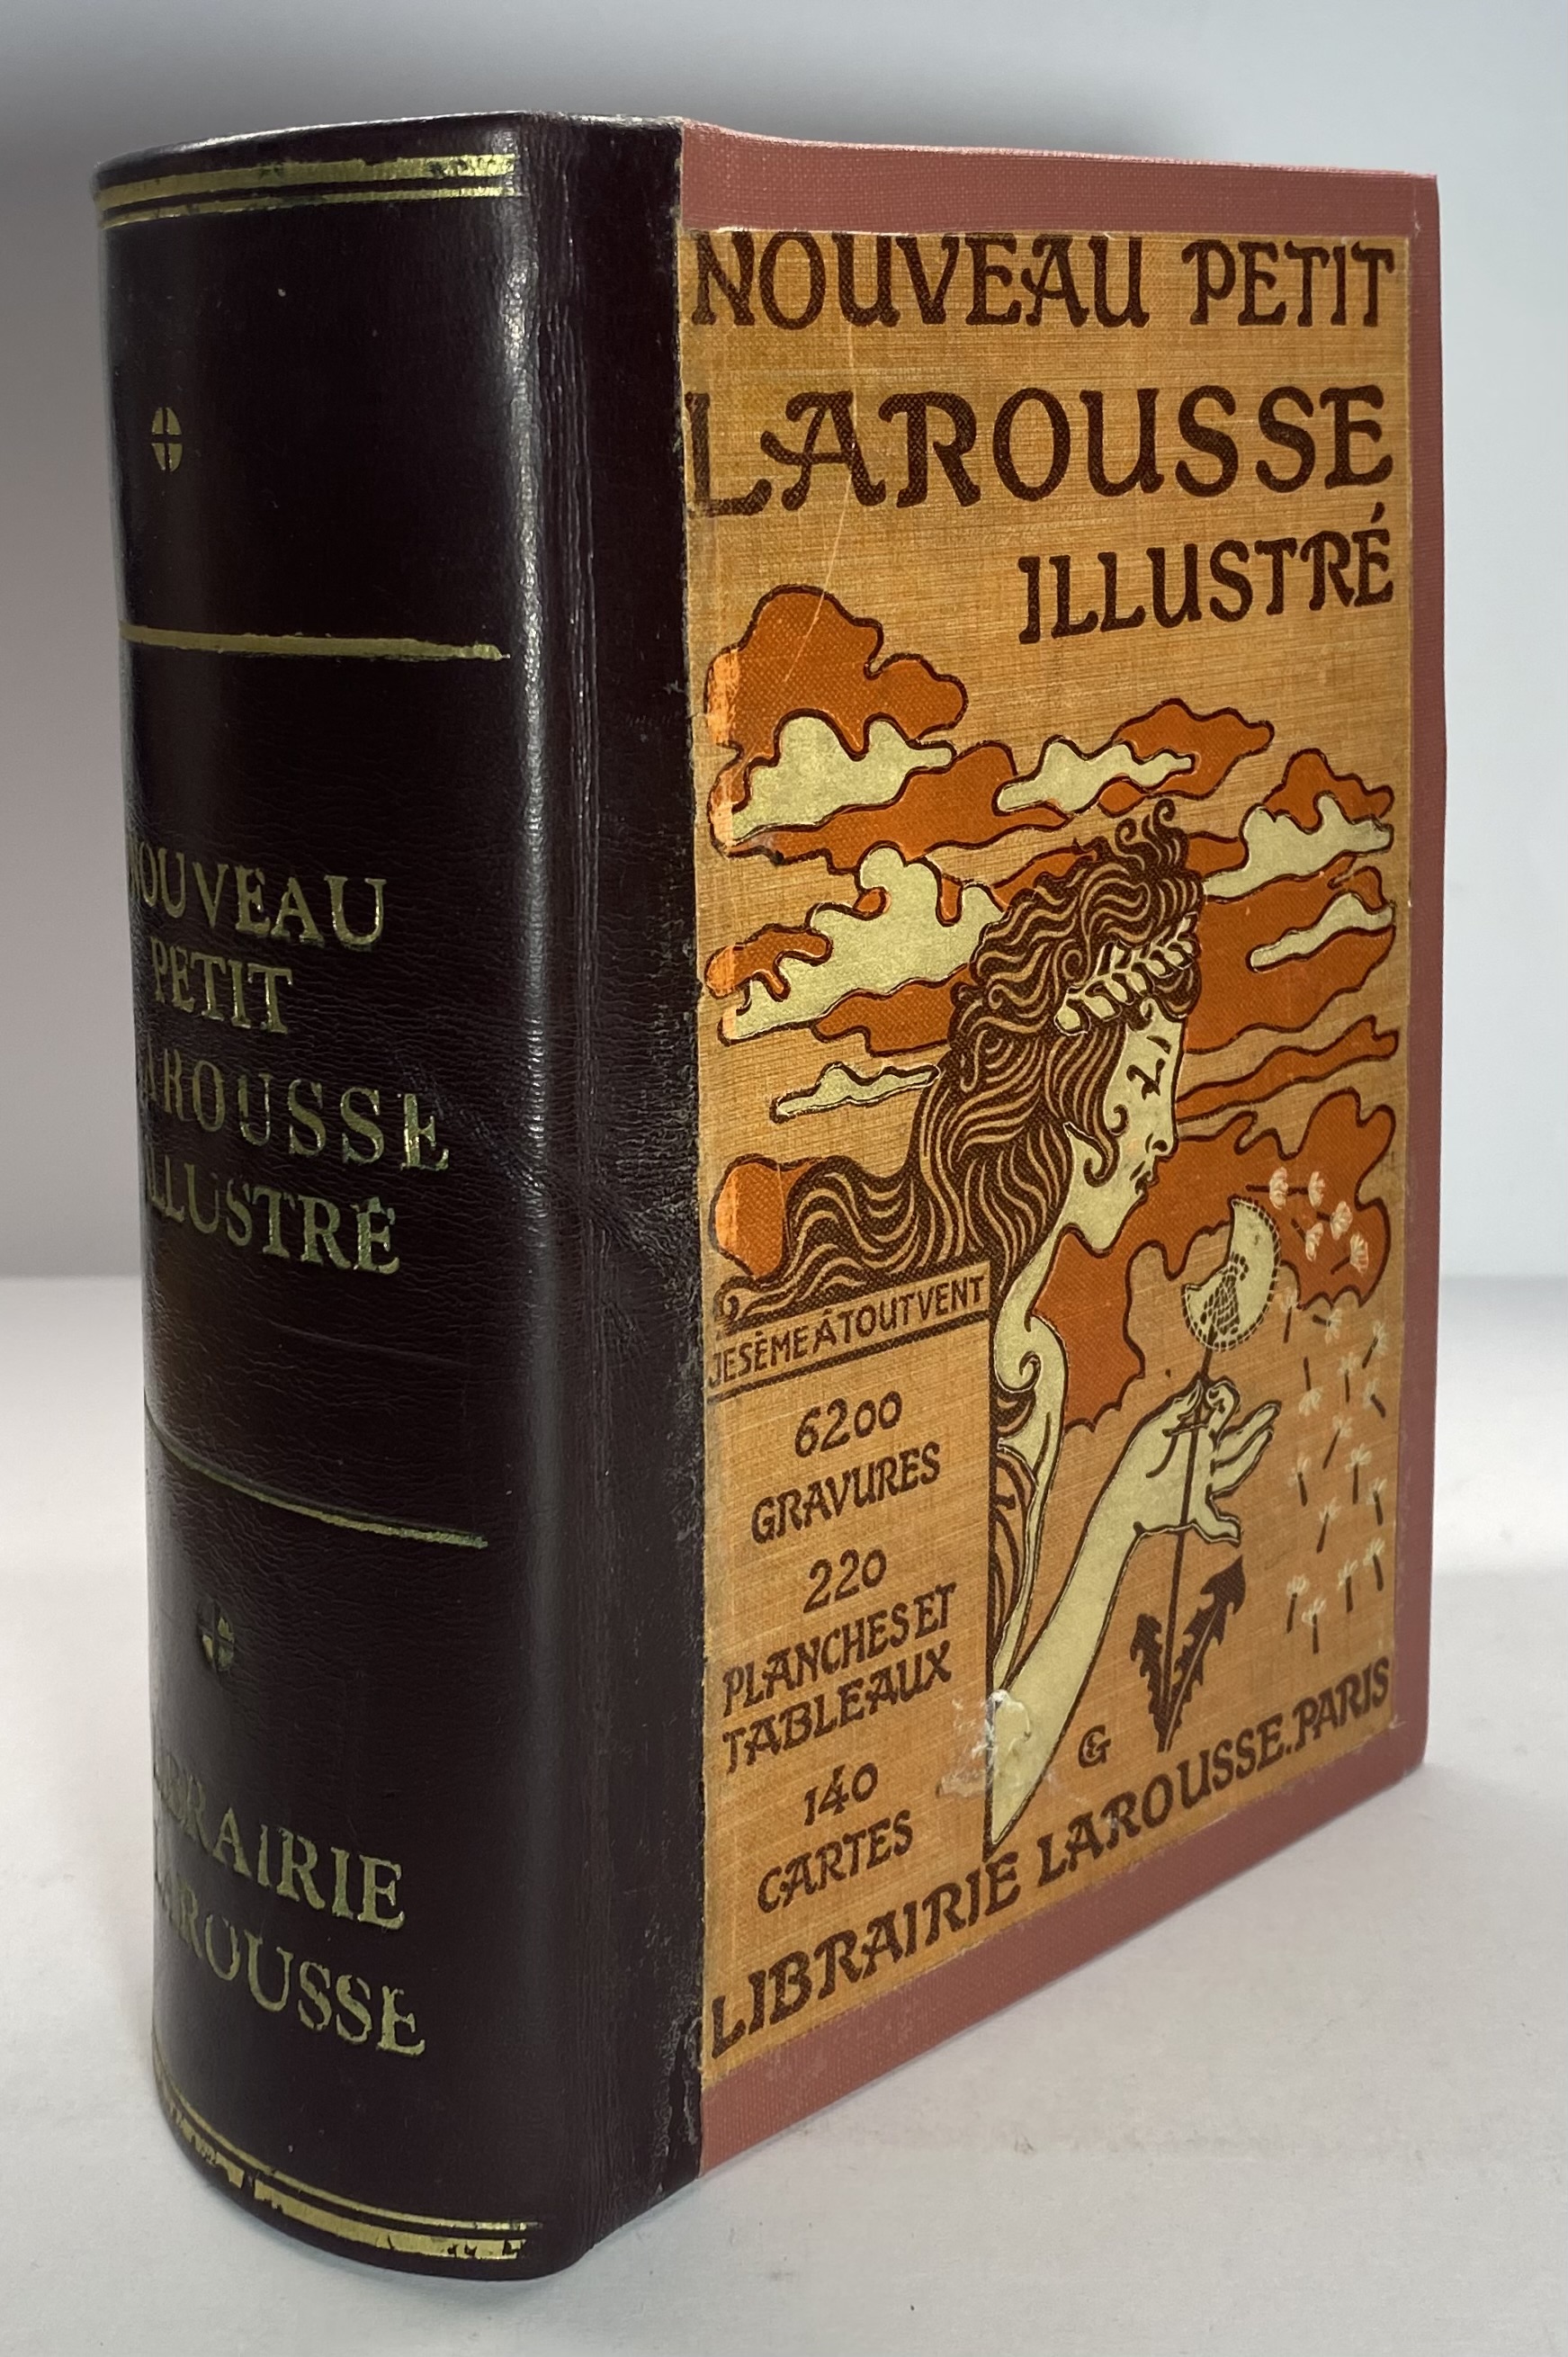 NOUVEAU
PETIT
LAROUSSE
ILLUSTRÉ
LIBRAIRIE
LAROUSSE
NOUVEAU PETIT
LAROUSSE
ILLUSTRÉ
JE SÈME À TOUT VENT
6200
GRAVURES
220
PLANCHES ET
TABLEAUX
140
CARTES
EG
LIBRAIRIE LAROUSSE. PARIS